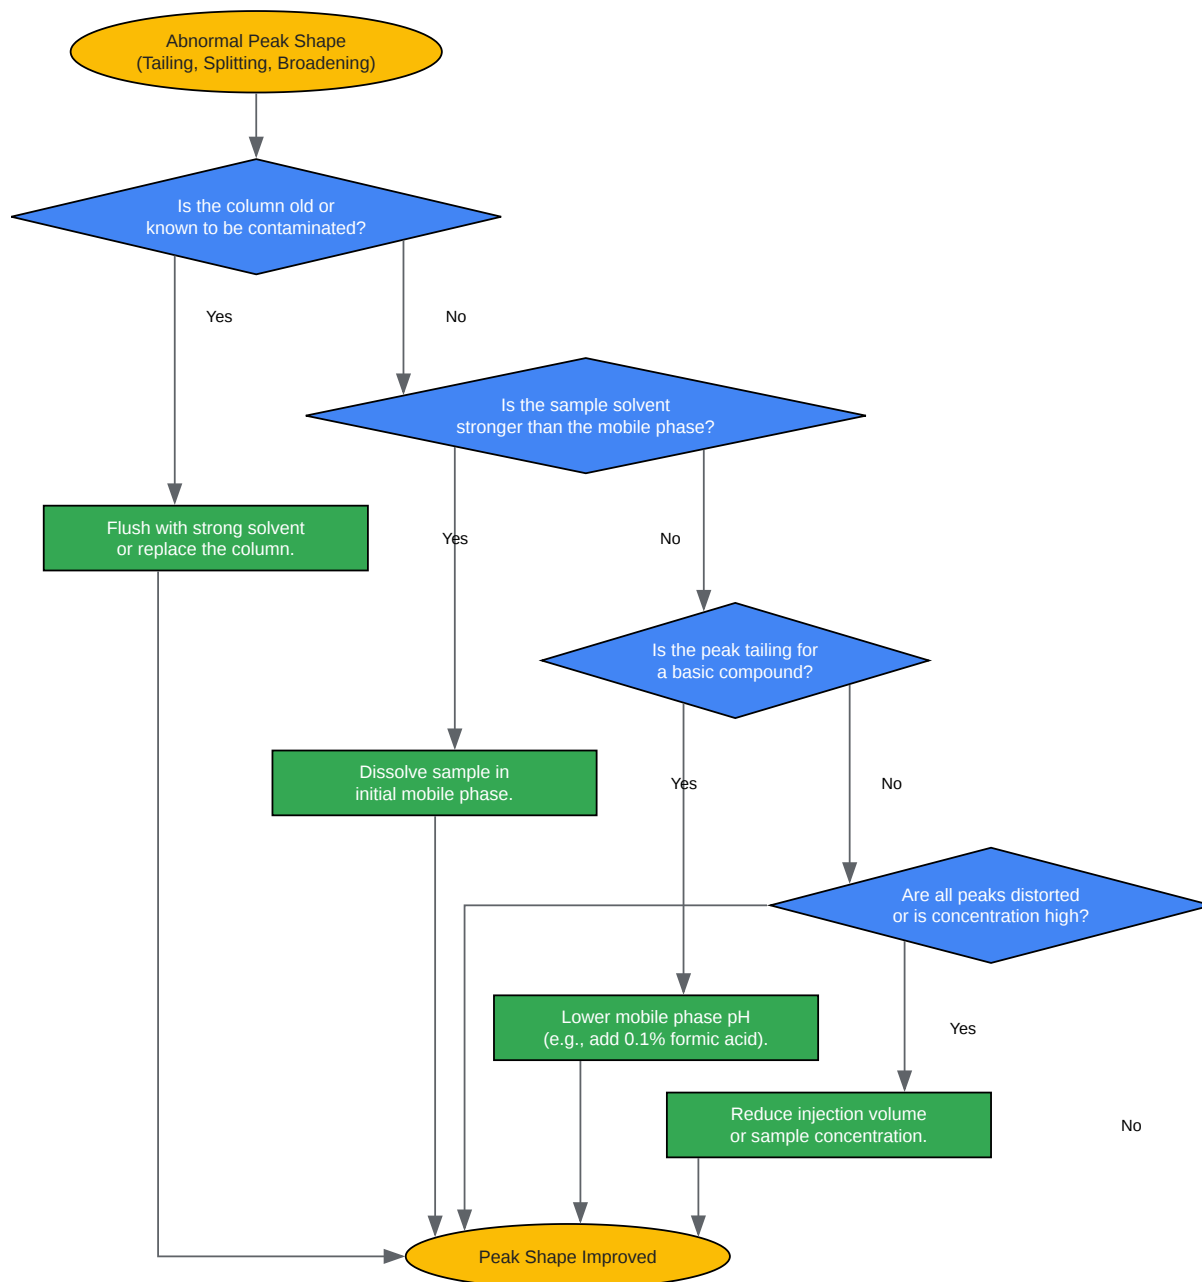 Abnormal Peak Shape
(Tailing, Splitting, Broadening)
Is the column old or
known to be contaminated?
Yes
No
Is the sample solvent
stronger than the mobile phase?
Flush with strong solvent
or replace the column.
Yes
No
Is the peak tailing for
a basic compound?
Dissolve sample in
initial mobile phase.
Yes
No
Are all peaks distorted
or is concentration high?
Lower mobile phase pH
(e.g., add 0.1% formic acid).
Yes
Reduce injection volume
or sample concentration.
No
Peak Shape Improved